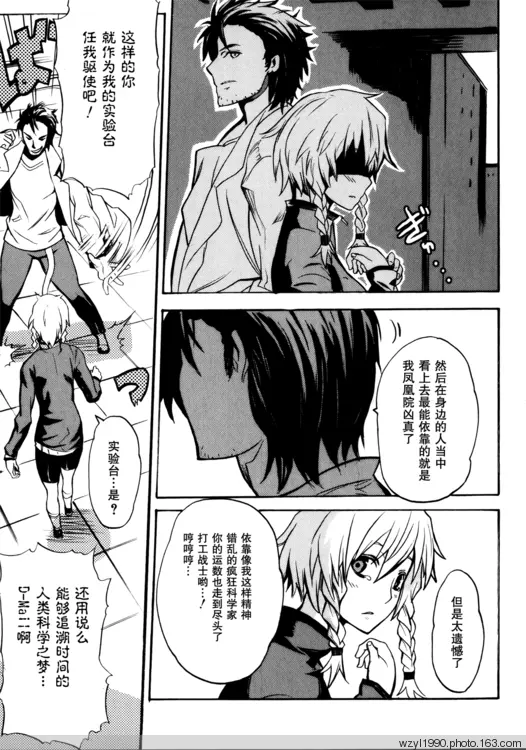 然后在身边的人当中
看上去最能依靠的就是
我凤凰院凶真了
但是太
遗憾了
依靠像我这样精神
错乱的疯狂科学家
打工战士哟…！
你的运数也走到尽头了
哼哼哼…
这样的你
就作为我的实验台
任我驱使吧！
实验台
…是？
还用说么
能够追溯时间的
人类科学之梦…
D-Mail啊
wzyl1990.photo.163.com